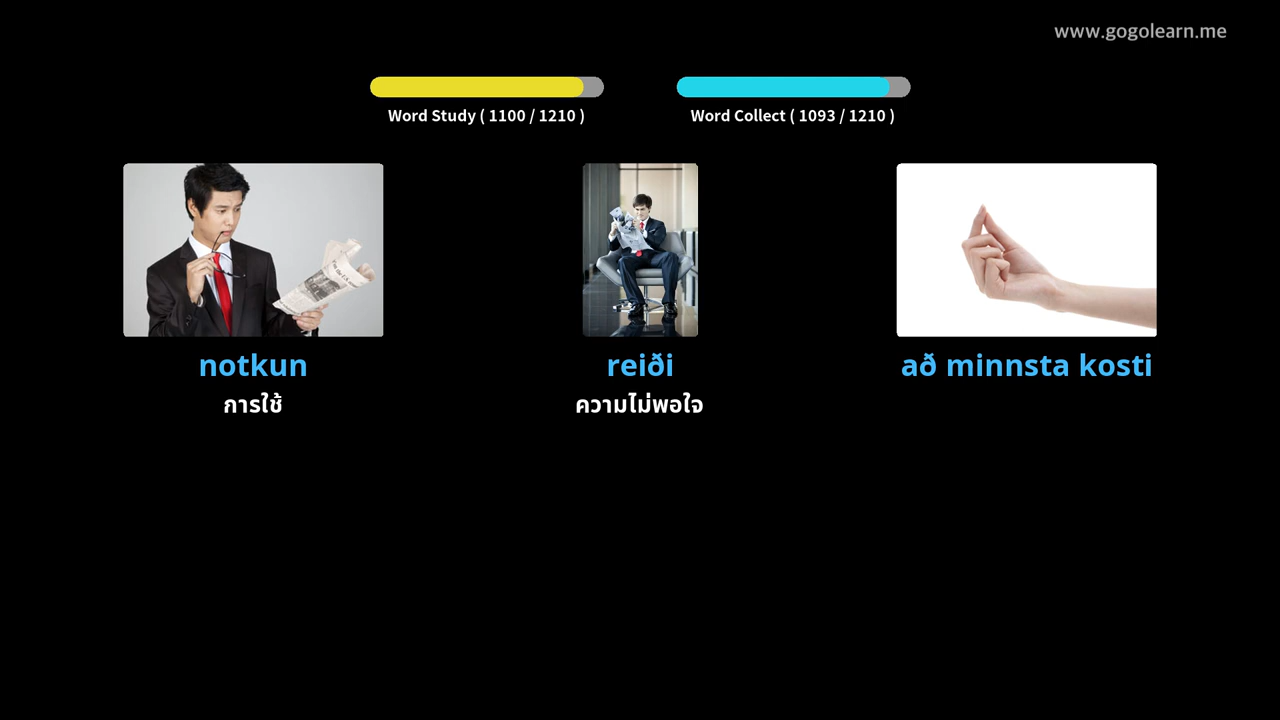 www.gogolearn.me
Word Study ( 1100 / 1210 )
Word Collect ( 1093 / 1210 )
notkun
reiði
að minnsta kosti
การใช้
ความไม่พอใจ